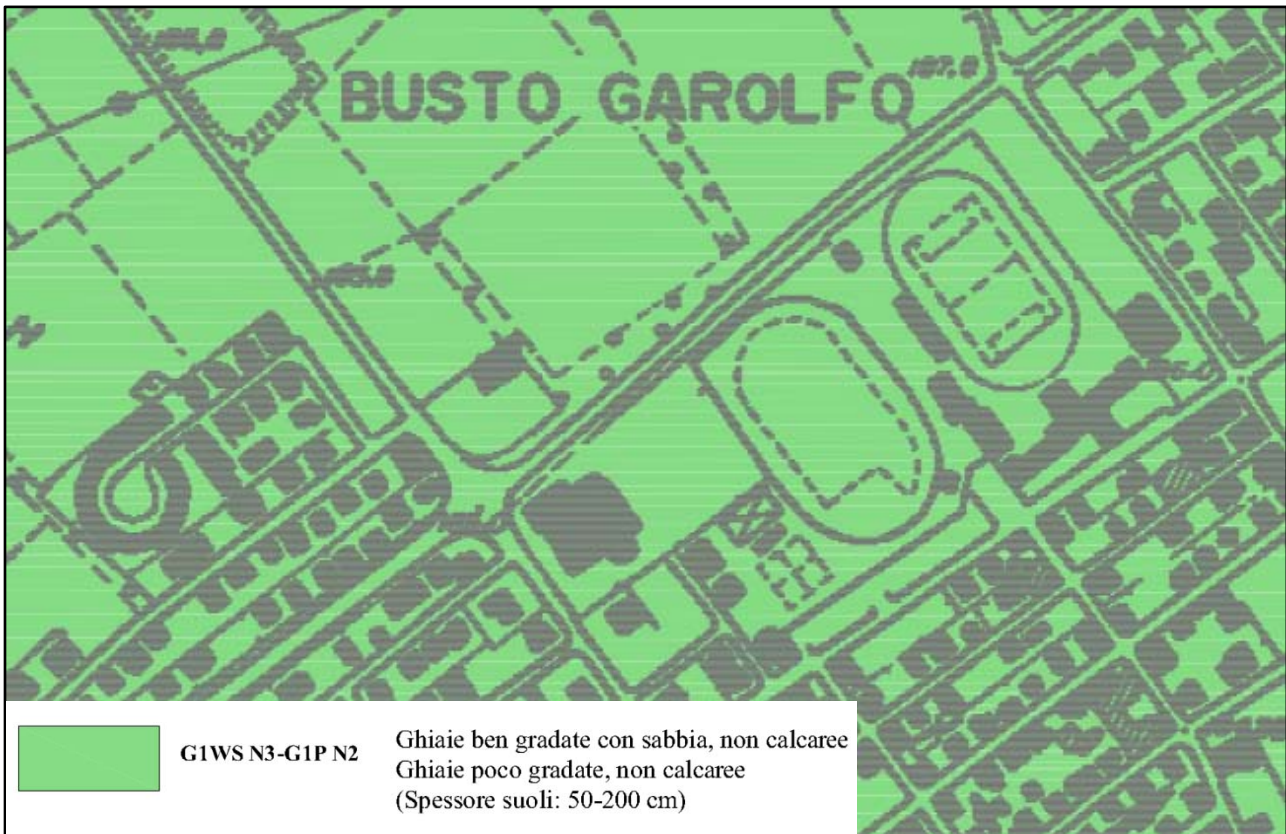 BUSTO GAROLFO
G1WS N3-G1P N2
Ghiaie ben gradate con sabbia, non calcaree
Ghiaie poco gradate, non calcaree
(Spessore suoli: 50-200 cm)